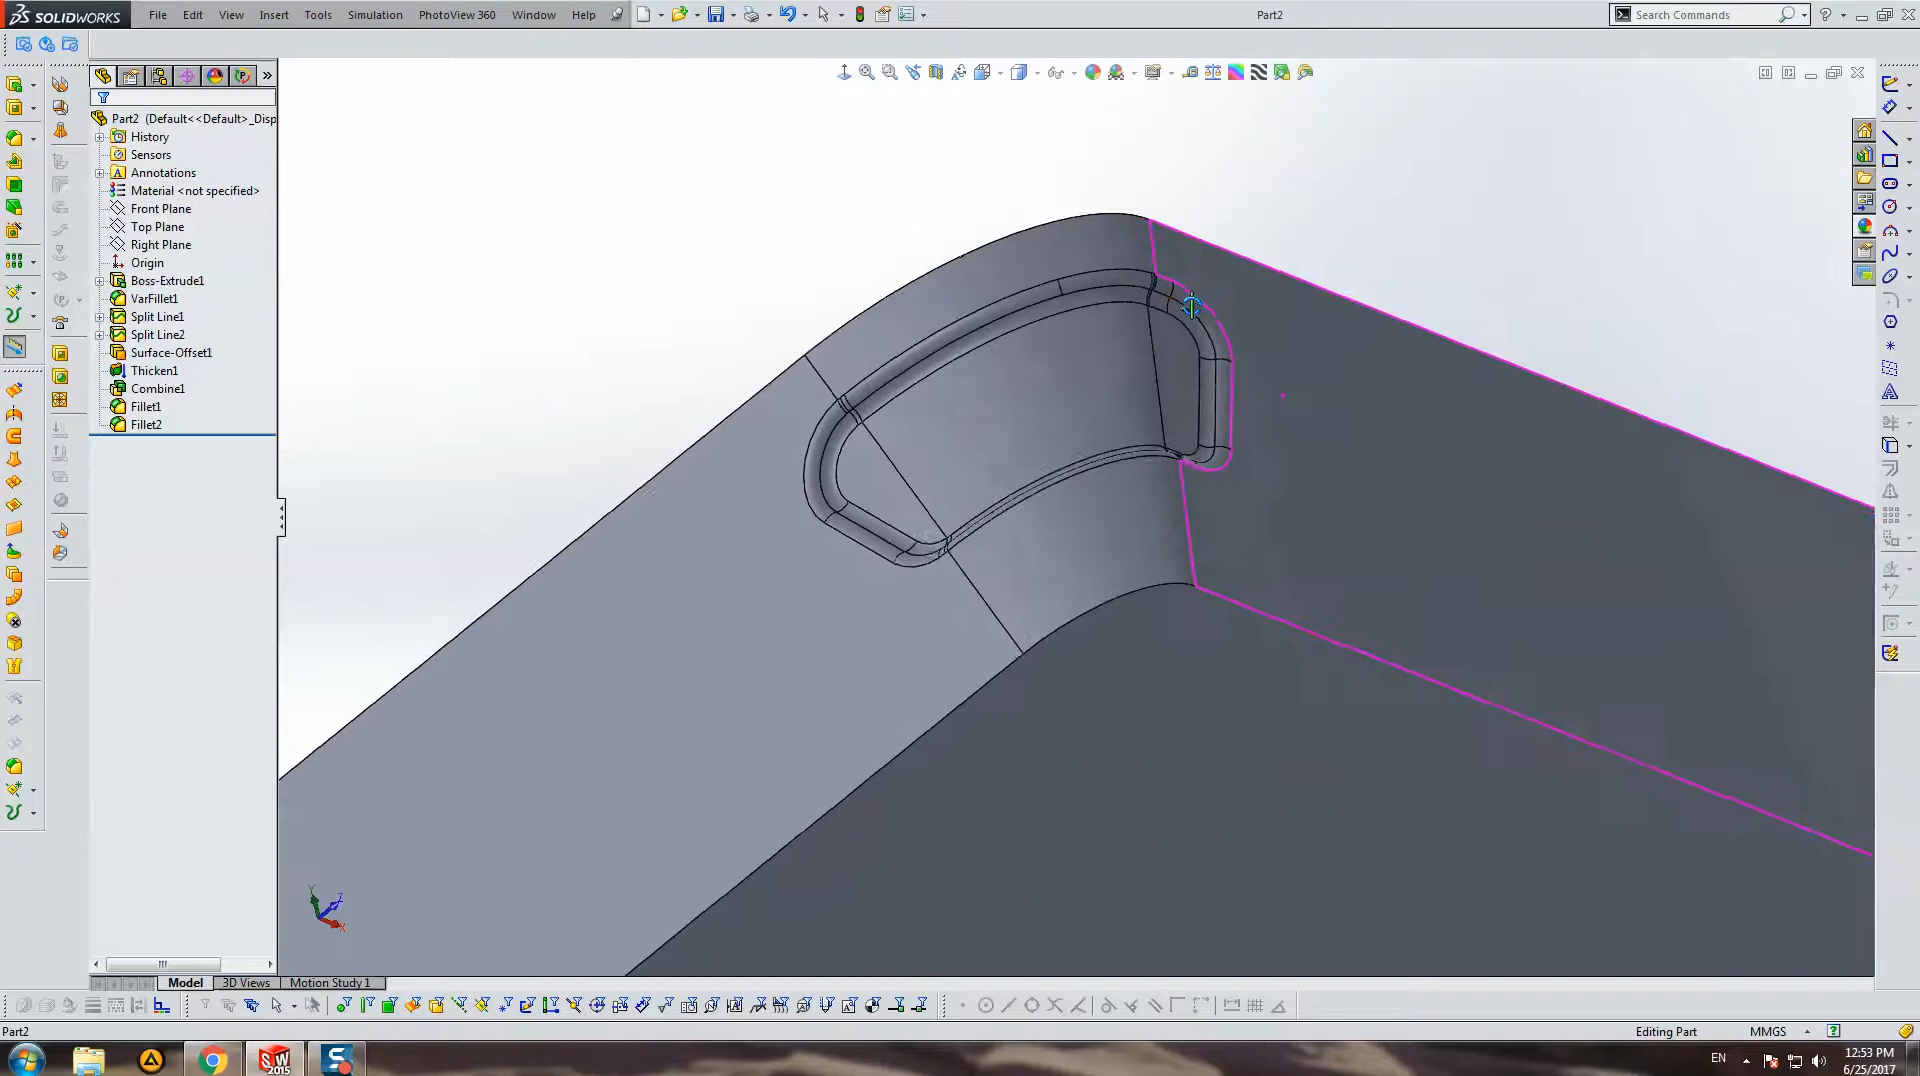 SOLIDWORKS
File Edit View Insert Tools Simulation PhotoView 360 Window Help
Part2
Search Commands
Part2 (Default<<Default>_Disp
History
Sensors
Annotations
Material <not specified>
Front Plane
Top Plane
Right Plane
Origin
Boss-Extrude1
VarFillet1
Split Line1
Split Line2
Surface-Offset1
Thicken1
Combine1
Fillet1
Fillet2
Y
Z
X
Model 3D Views Motion Study 1
Part2
Editing Part MMGS
SW 2015
EN
12:53 PM
6/25/2017